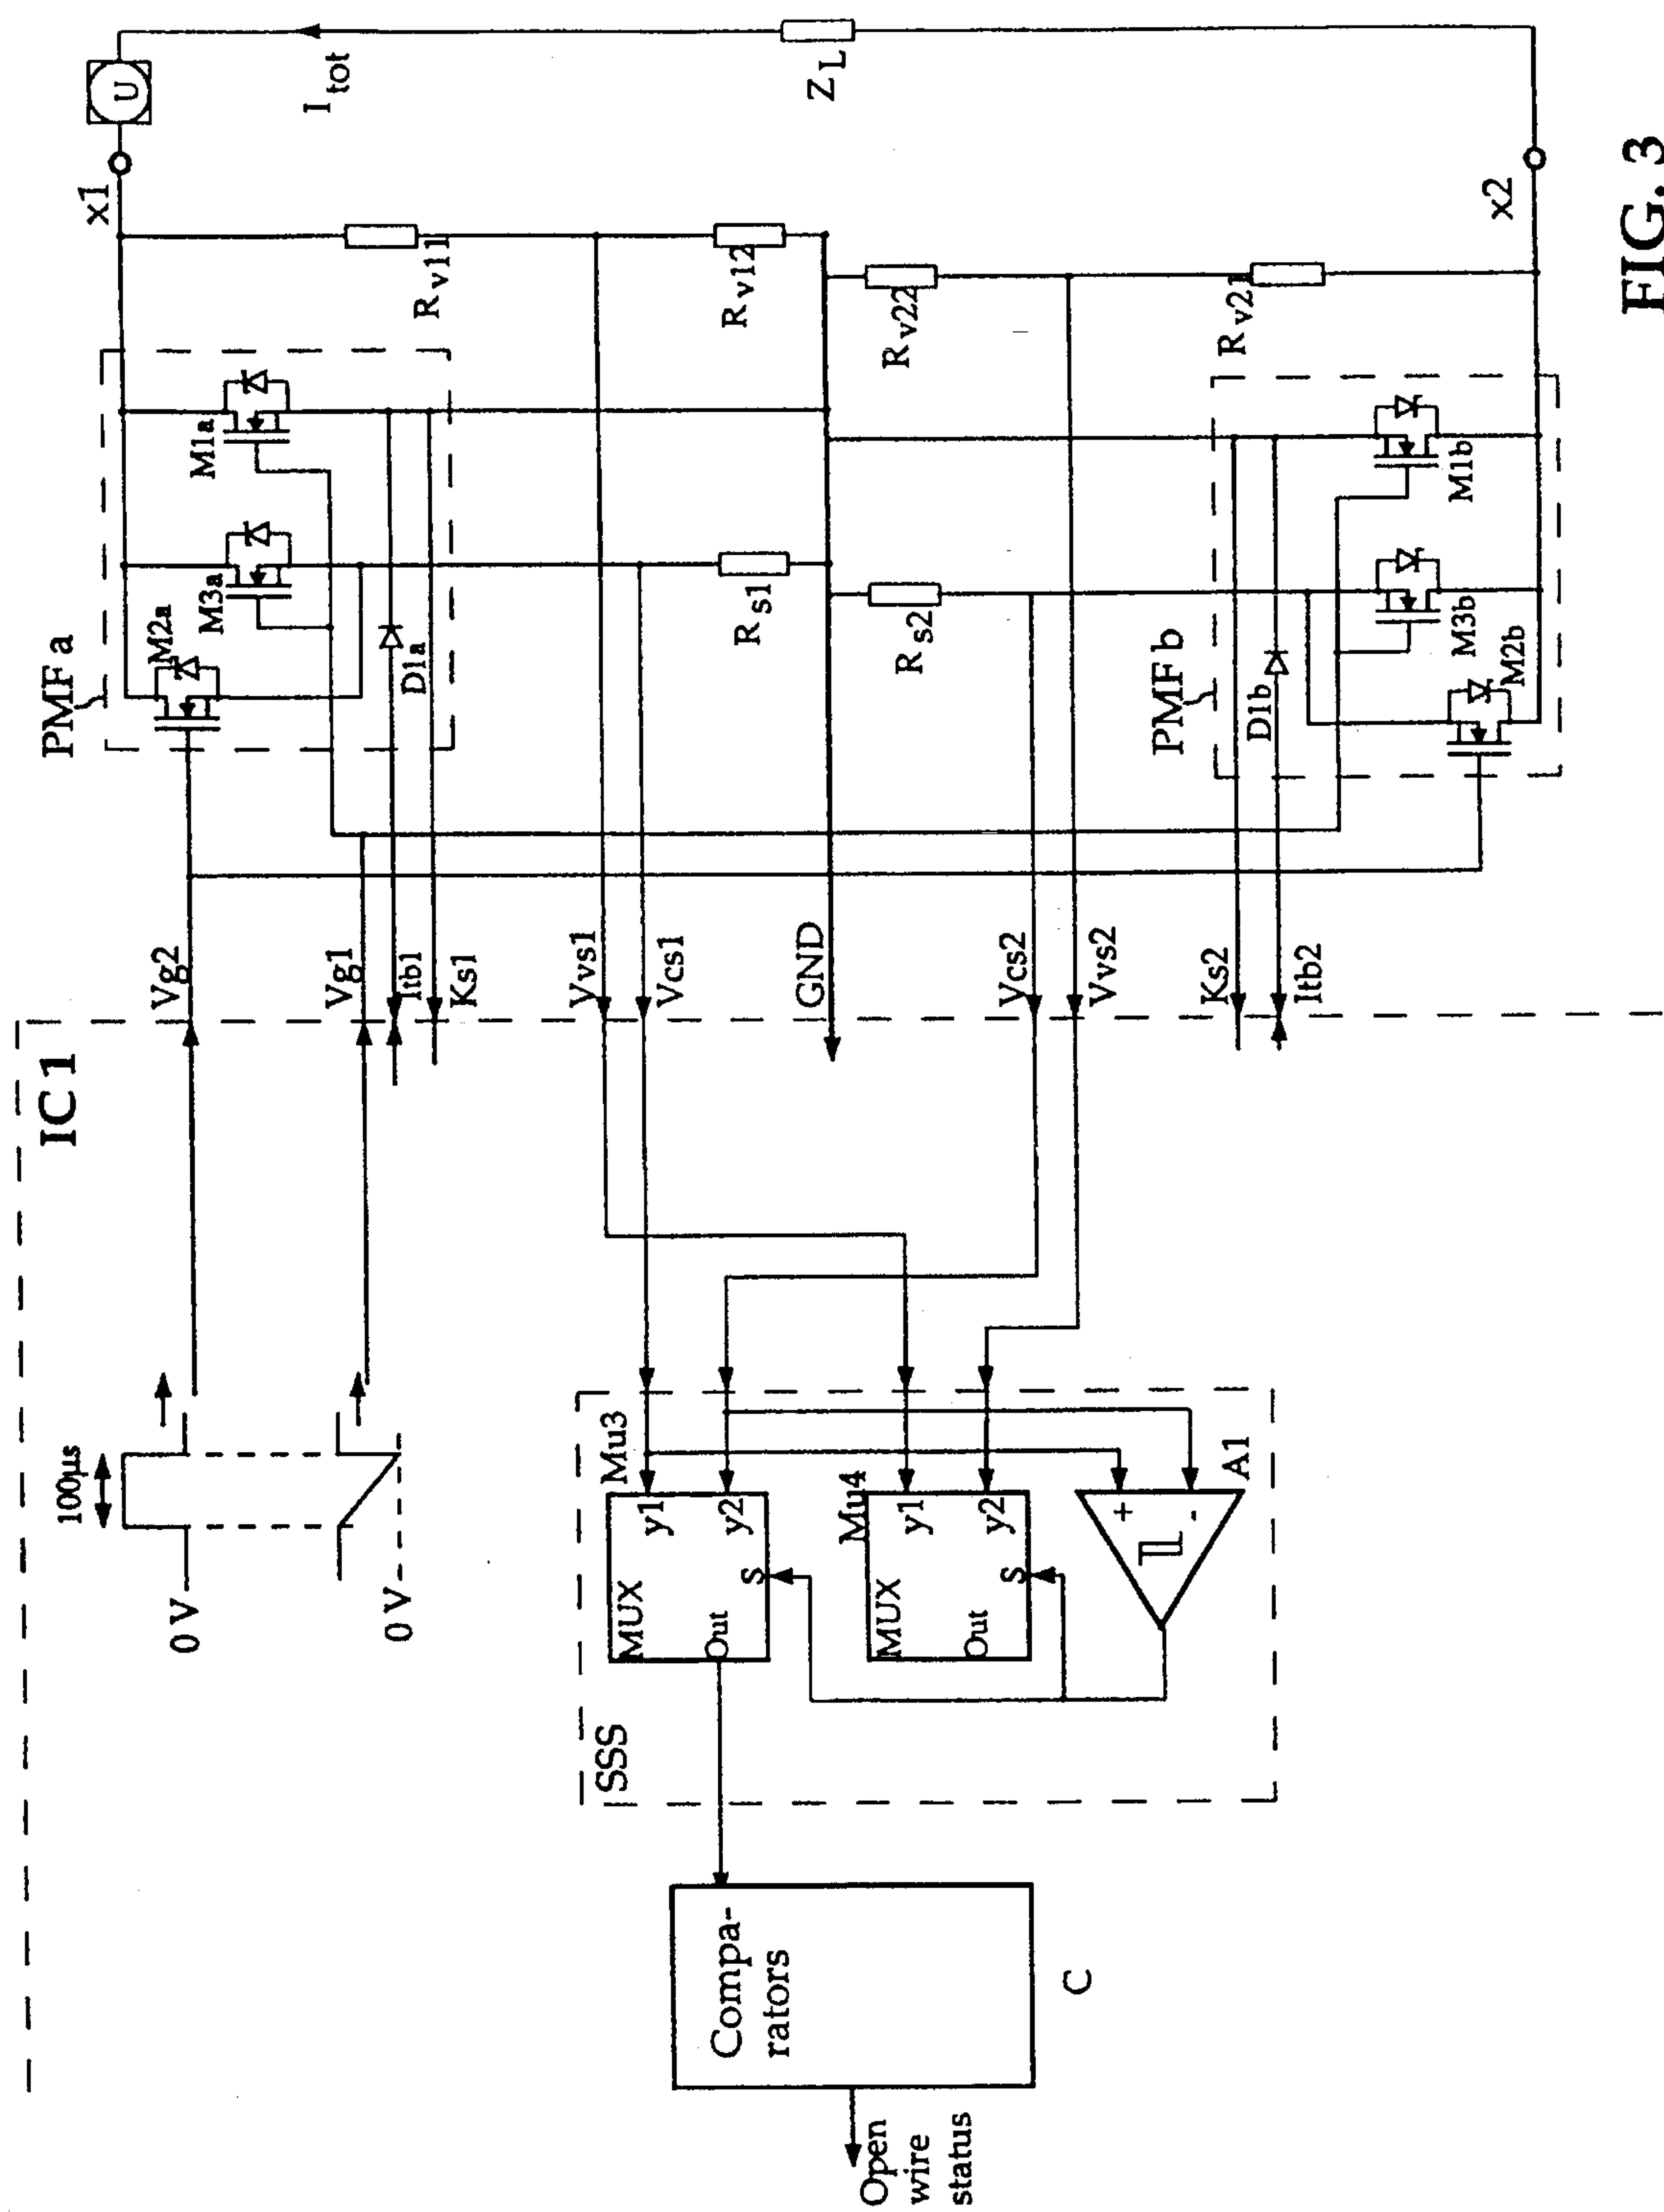 IC 1
100µs
0 V
0 V
Vg2
Vg1
Itb1
Ks1
Vvs1
Vcs1
GND
Vcs2
Vvs2
Ks2
Itb2
PMFa
M2a
M3a
M1a
D1a
x1
U
I tot
Z L
R v11
R v12
R v22
R v21
R s1
R s2
x2
PMFb
D1b
M1b
M3b
M2b
SSS
Mu3
MUX
y1
y2
S
Out
Mu4
MUX
y1
y2
S
Out
+
-
A1
Compa-
rators
C
Open
wire
status
FIG. 3